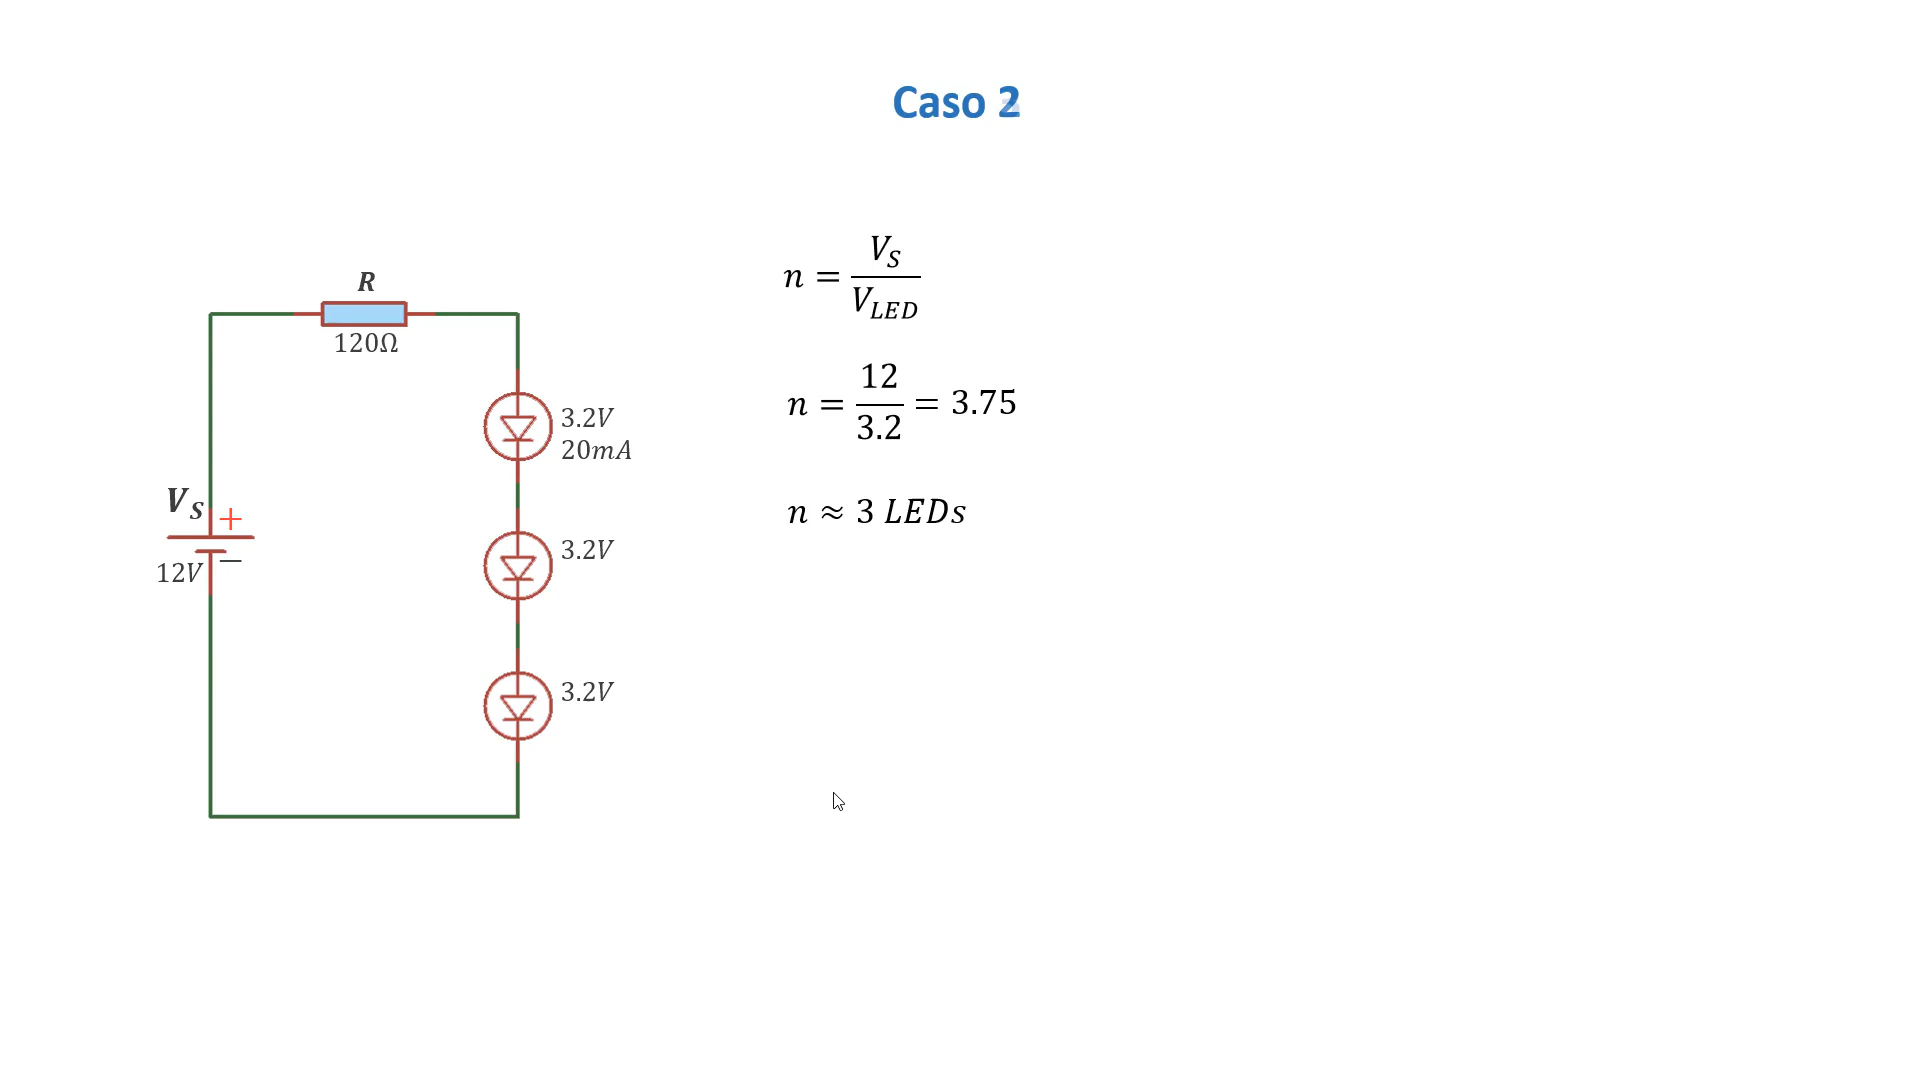 Caso 2
R
120Ω
3.2V
20mA
V_S +
−
12V
3.2V
3.2V
n = V_S / V_LED
n = 12 / 3.2 = 3.75
n ≈ 3 LEDs